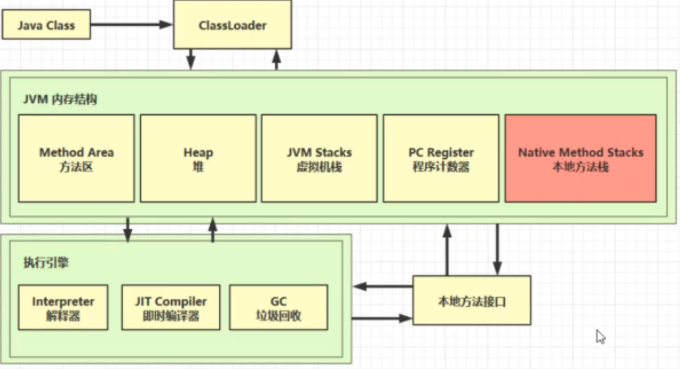 Java Class
ClassLoader
JVM 内存结构
Method Area
方法区
Heap
堆
JVM Stacks
虚拟机栈
PC Register
程序计数器
Native Method Stacks
本地方法栈
执行引擎
Interpreter
解释器
JIT Compiler
即时编译器
GC
垃圾回收
本地方法接口